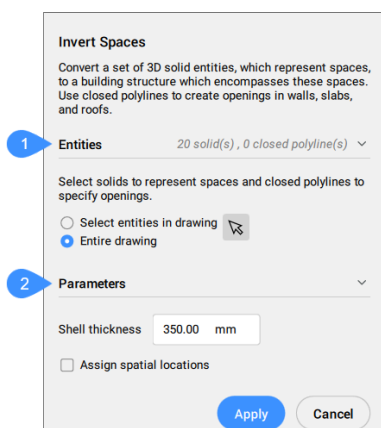 Invert Spaces
Convert a set of 3D solid entities, which represent spaces,
to a building structure which encompasses these spaces.
Use closed polylines to create openings in walls, slabs,
and roofs.
1
Entities 20 solid(s) , 0 closed polyline(s)
Select solids to represent spaces and closed polylines to
specify openings.
Select entities in drawing
Entire drawing
2
Parameters
Shell thickness 350.00 mm
Assign spatial locations
Apply Cancel